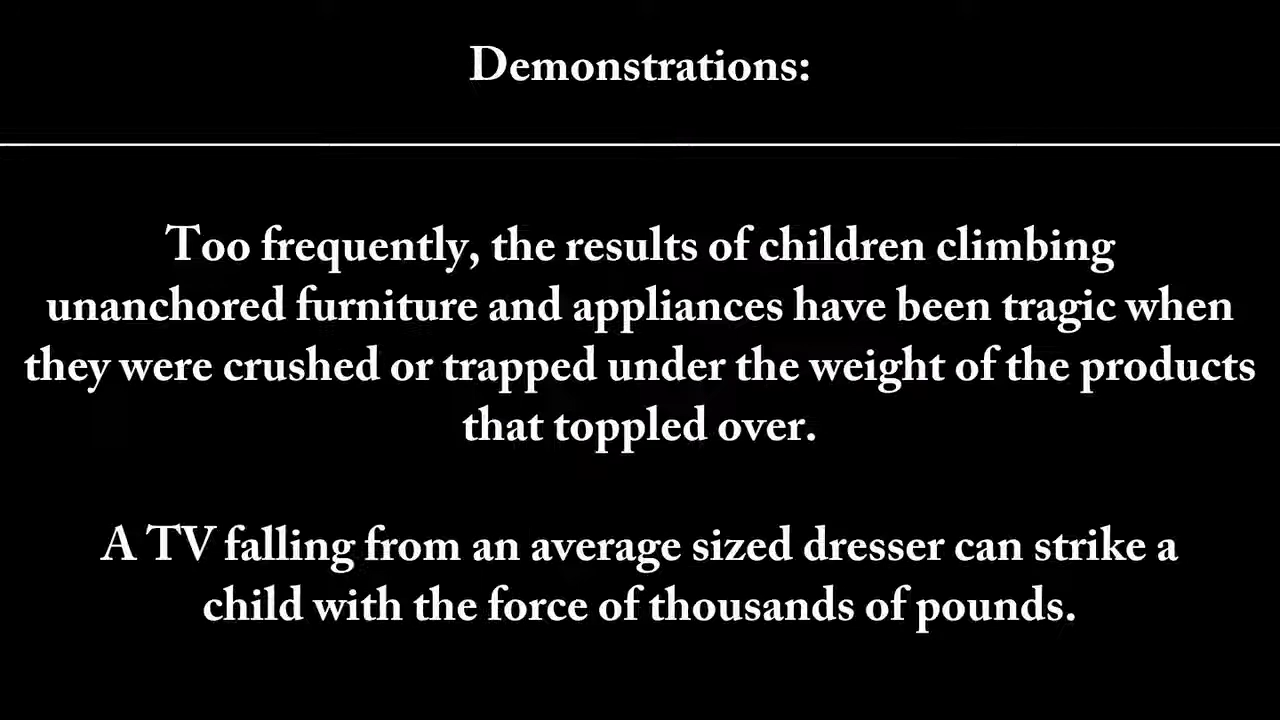 Demonstrations:
Too frequently, the results of children climbing
unanchored furniture and appliances have been tragic when
they were crushed or trapped under the weight of the products
that toppled over.
A TV falling from an average sized dresser can strike a
child with the force of thousands of pounds.